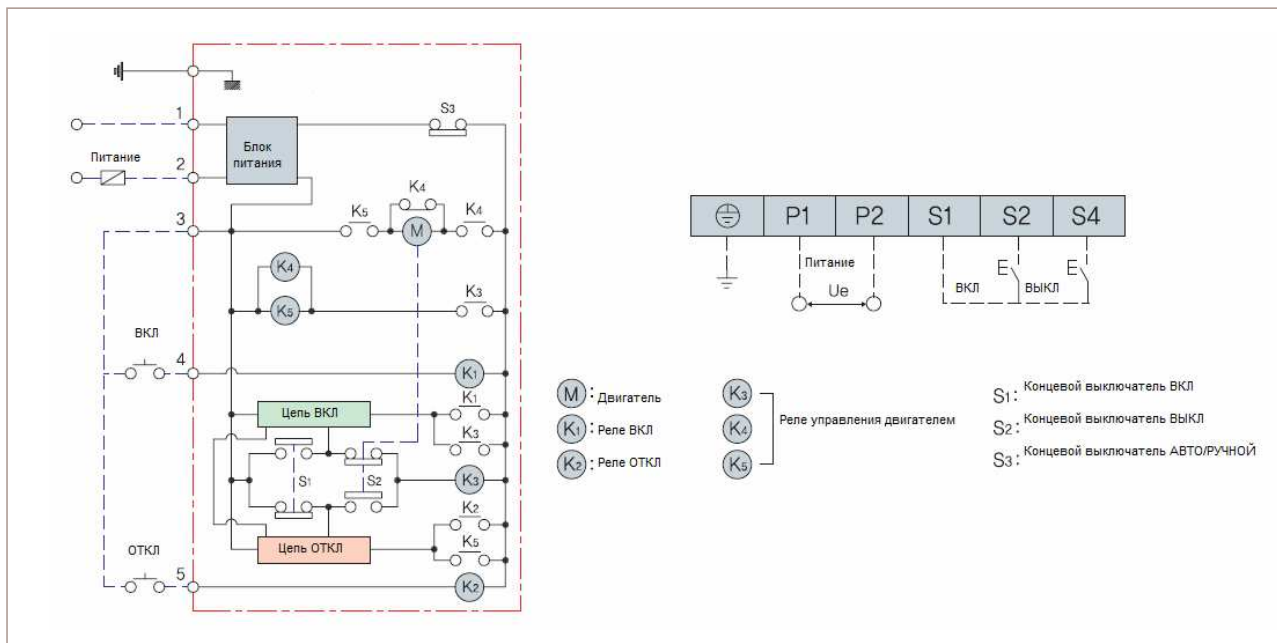 1
S3
Блок
питания
Питание
2
K4
3
K5
K4
M
P1 P2 S1 S2 S4
K4
Питание
E
E
Ue
ВКЛ
ВЫКЛ
K5
K3
ВКЛ
4
K1
Цепь ВКЛ
K1
K3
S1
S2
K3
K2
Цепь ОТКЛ
K5
ОТКЛ
5
K2
M : Двигатель
K1 : Реле ВКЛ
K2 : Реле ОТКЛ
K3
K4
K5
Реле управления двигателем
S1: Концевой выключатель ВКЛ
S2: Концевой выключатель ВЫКЛ
S3: Концевой выключатель АВТО/РУЧНОЙ